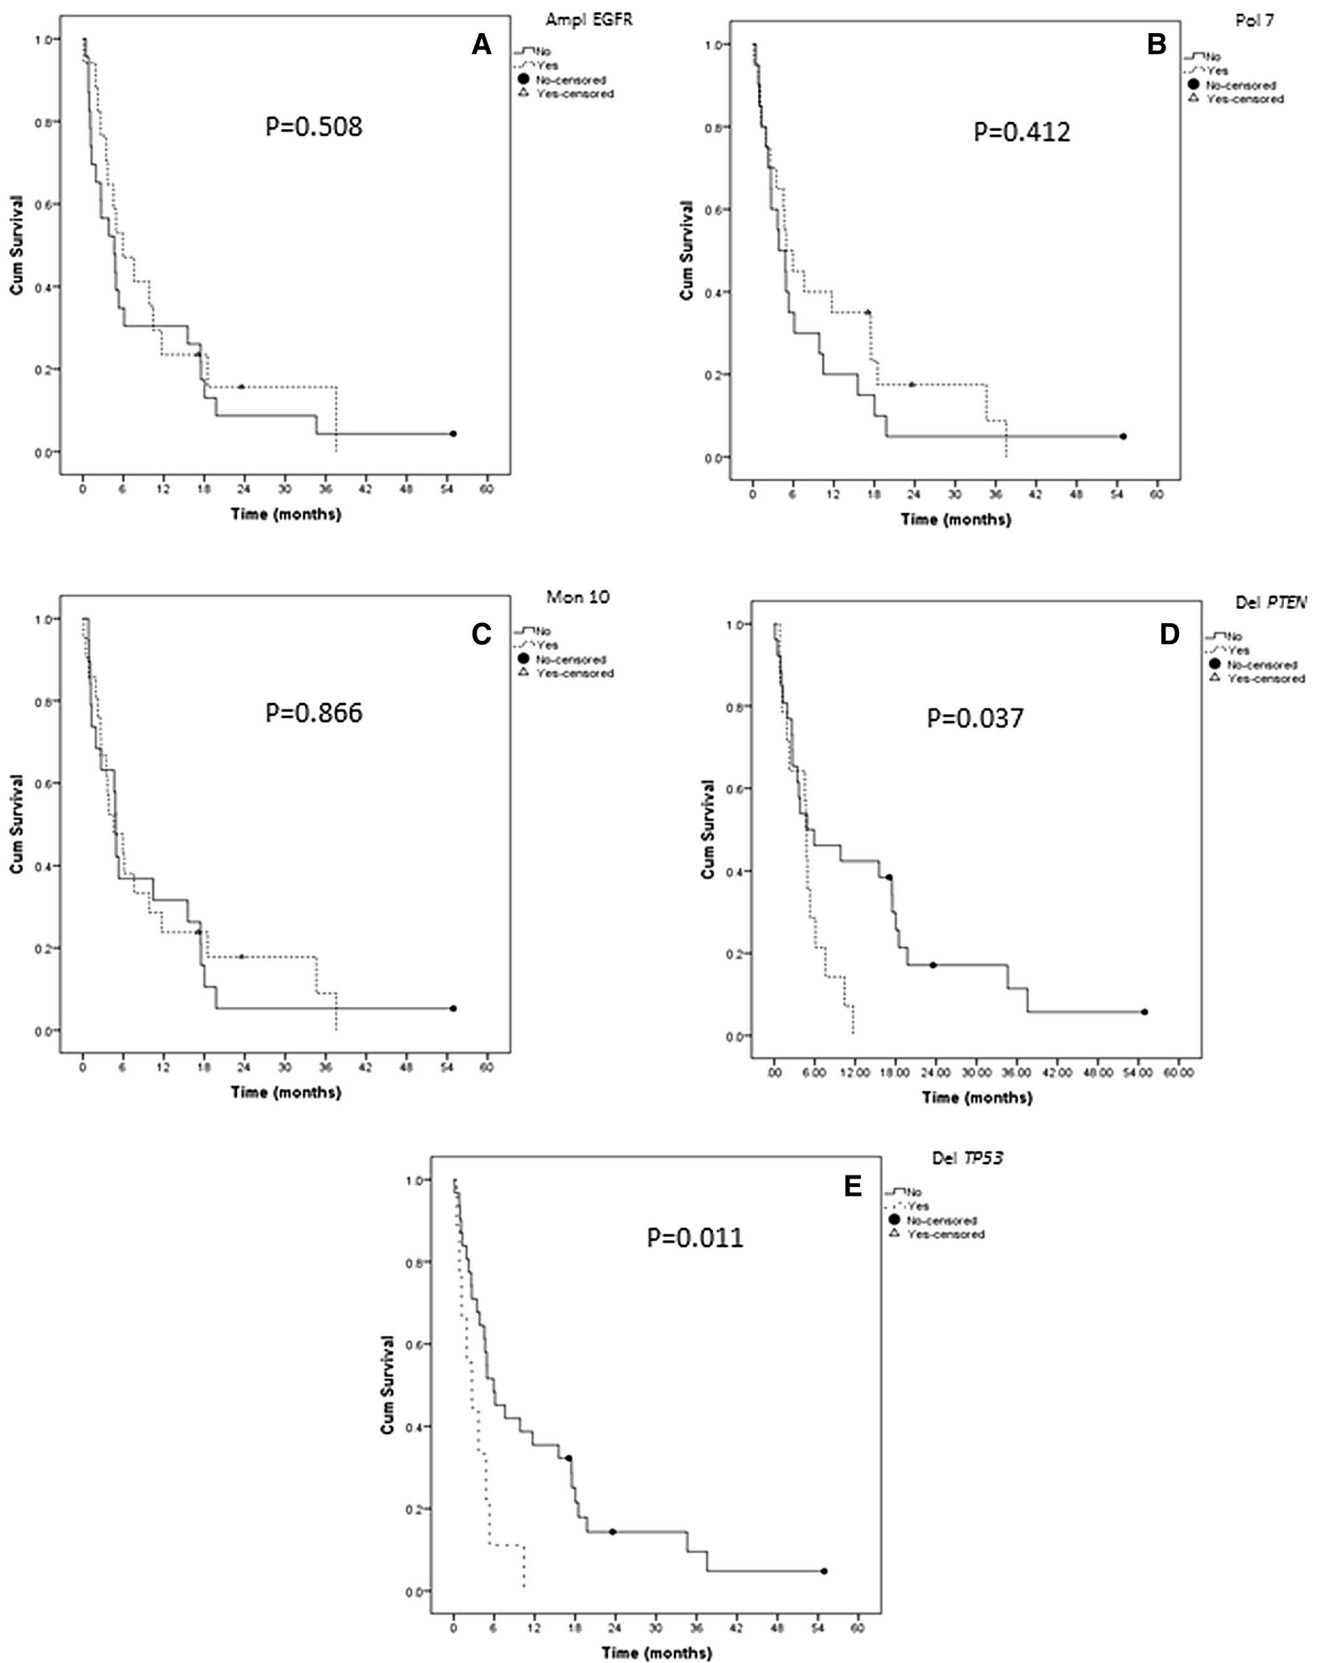 Ampl EGFR
A
No
Yes
No-censored
Yes-censored
P=0.508
Cum Survival
1.0
0.8
0.6
0.4
0.2
0.0
0 6 12 18 24 30 36 42 48 54 60
Time (months)
Pol 7
B
No
Yes
No-censored
Yes-censored
P=0.412
Cum Survival
1.0
0.8
0.6
0.4
0.2
0.0
0 6 12 18 24 30 36 42 48 54 60
Time (months)
Mon 10
C
No
Yes
No-censored
Yes-censored
P=0.866
Cum Survival
1.0
0.8
0.6
0.4
0.2
0.0
0 6 12 18 24 30 36 42 48 54 60
Time (months)
Del PTEN
D
No
Yes
No-censored
Yes-censored
P=0.037
Cum Survival
1.0
0.8
0.6
0.4
0.2
0.0
.00 6.00 12.00 18.00 24.00 30.00 36.00 42.00 48.00 54.00 60.00
Time (months)
Del TP53
E
No
Yes
No-censored
Yes-censored
P=0.011
Cum Survival
1.0
0.8
0.6
0.4
0.2
0.0
0 6 12 18 24 30 36 42 48 54 60
Time (months)